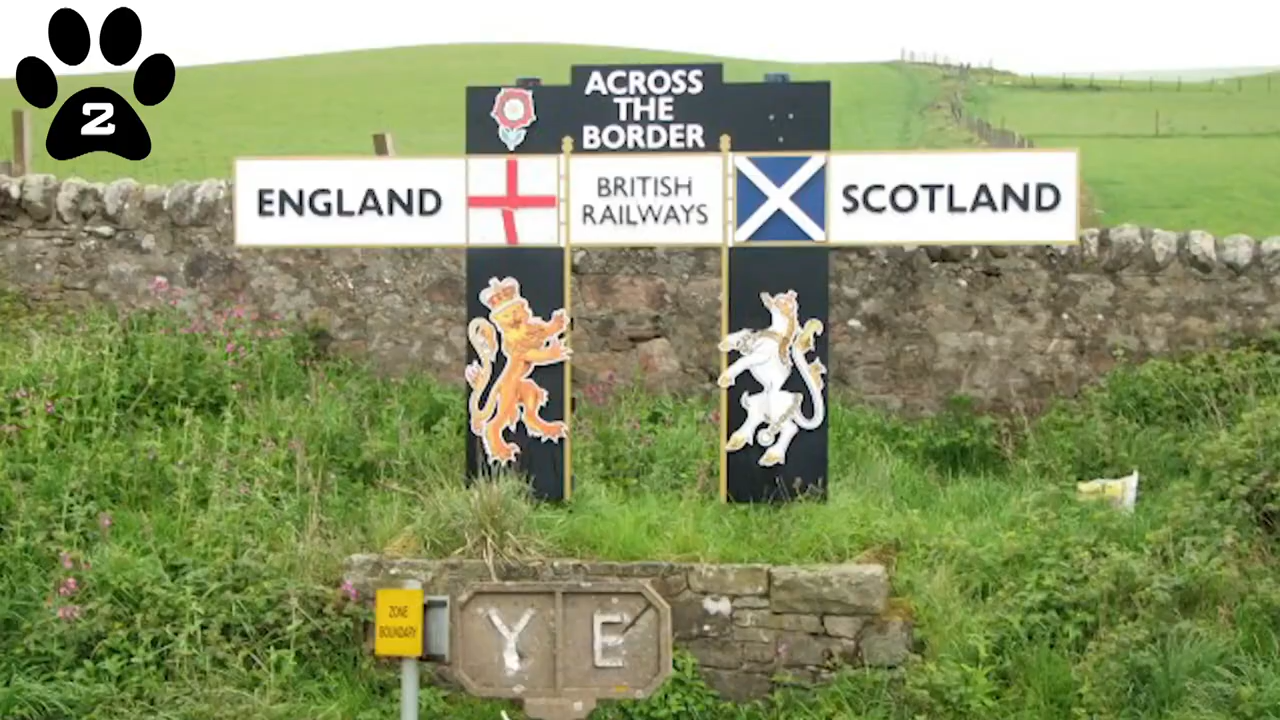 2
ACROSS
THE
BORDER
ENGLAND
BRITISH
RAILWAYS
SCOTLAND
ZONE
BOUNDARY
Y E